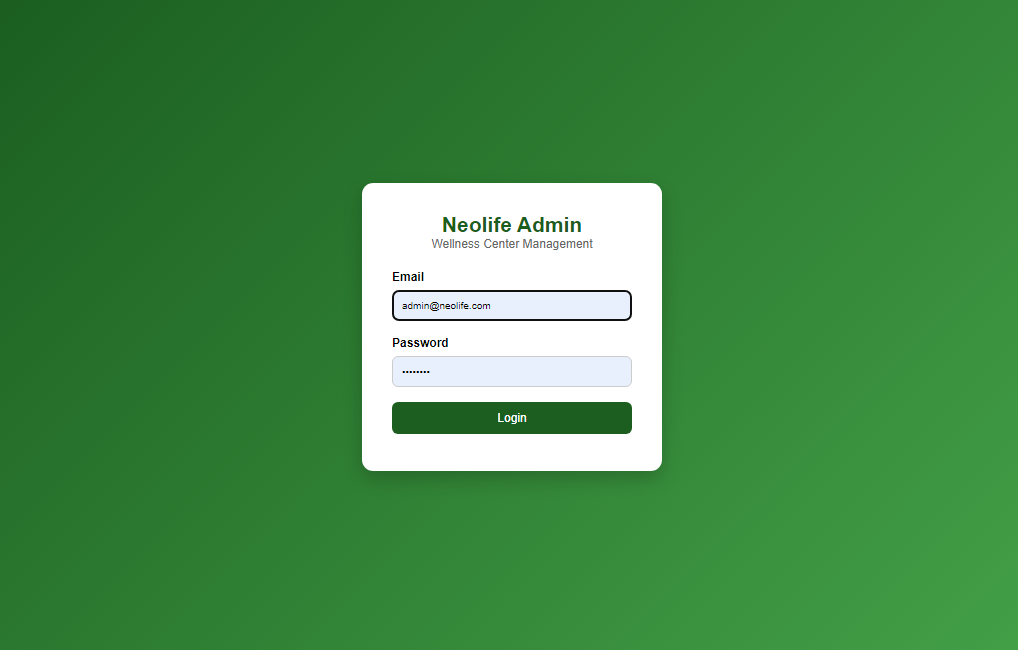 Neolife Admin
Wellness Center Management
Email
admin@neolife.com
Password
••••••••
Login